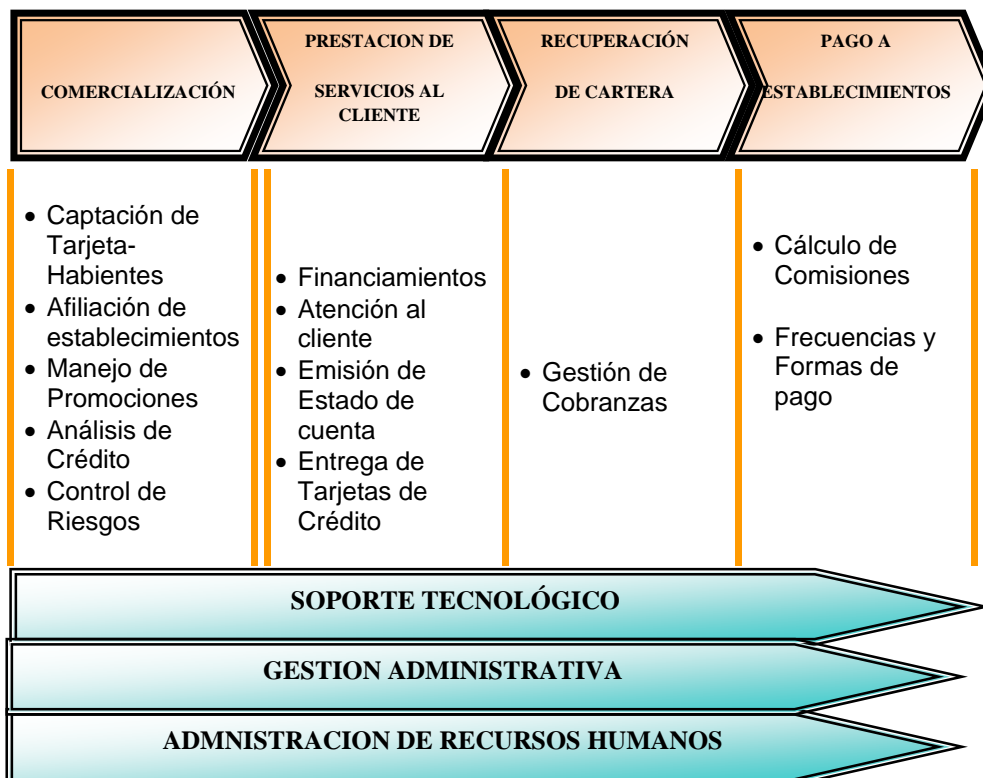 COMERCIALIZACIÓN
PRESTACION DE
SERVICIOS AL
CLIENTE
RECUPERACIÓN
DE CARTERA
PAGO A
ESTABLECIMIENTOS
• Captación de
Tarjeta-
Habientes
• Afiliación de
establecimientos
• Manejo de
Promociones
• Análisis de
Crédito
• Control de
Riesgos
• Financiamientos
• Atención al
cliente
• Emisión de
Estado de
cuenta
• Entrega de
Tarjetas de
Crédito
• Gestión de
Cobranzas
• Cálculo de
Comisiones
• Frecuencias y
Formas de
pago
SOPORTE TECNOLÓGICO
GESTION ADMINISTRATIVA
ADMNISTRACION DE RECURSOS HUMANOS